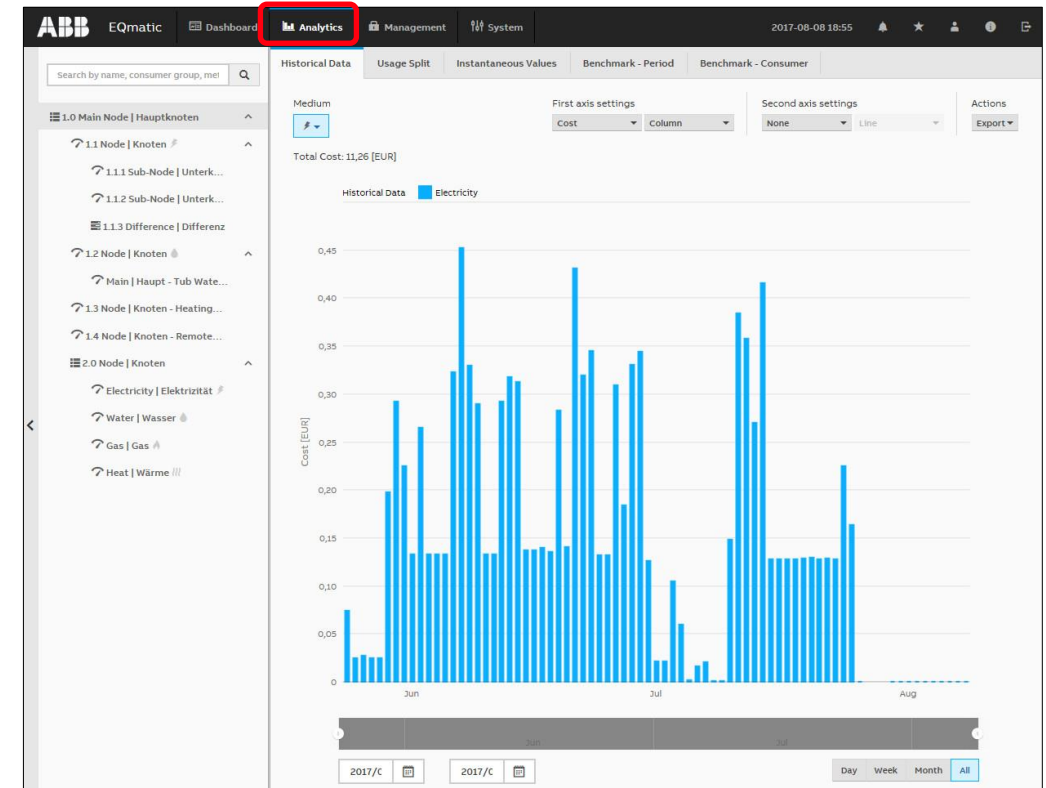 ABB EQmatic Dashboard Analytics Management System 2017-08-08 18:55
Search by name, consumer group, met
1.0 Main Node | Hauptknoten
1.1 Node | Knoten
1.1.1 Sub-Node | Unterk...
1.1.2 Sub-Node | Unterk...
1.1.3 Difference | Differenz
1.2 Node | Knoten
Main | Haupt - Tub Wate...
1.3 Node | Knoten - Heating...
1.4 Node | Knoten - Remote...
2.0 Node | Knoten
Electricity | Elektrizität
Water | Wasser
Gas | Gas
Heat | Wärme
Historical Data Usage Split Instantaneous Values Benchmark - Period Benchmark - Consumer
Medium First axis settings Second axis settings Actions
Cost Column None Line Export
Total Cost: 11,26 [EUR]
Historical Data Electricity
0,45
0,40
0,35
0,30
0,25
0,20
0,15
0,10
0,05
0
Cost [EUR]
Jun Jul Aug
Jun Jul
2017/0 2017/0 Day Week Month All